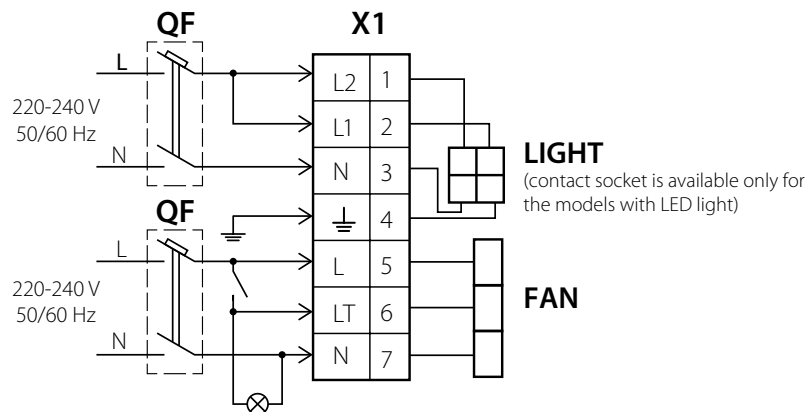 QF
X1
L
220-240 V
50/60 Hz
N
L2 1
L1 2
N 3
4
L 5
LT 6
N 7
LIGHT
(contact socket is available only for
the models with LED light)
QF
L
220-240 V
50/60 Hz
N
FAN